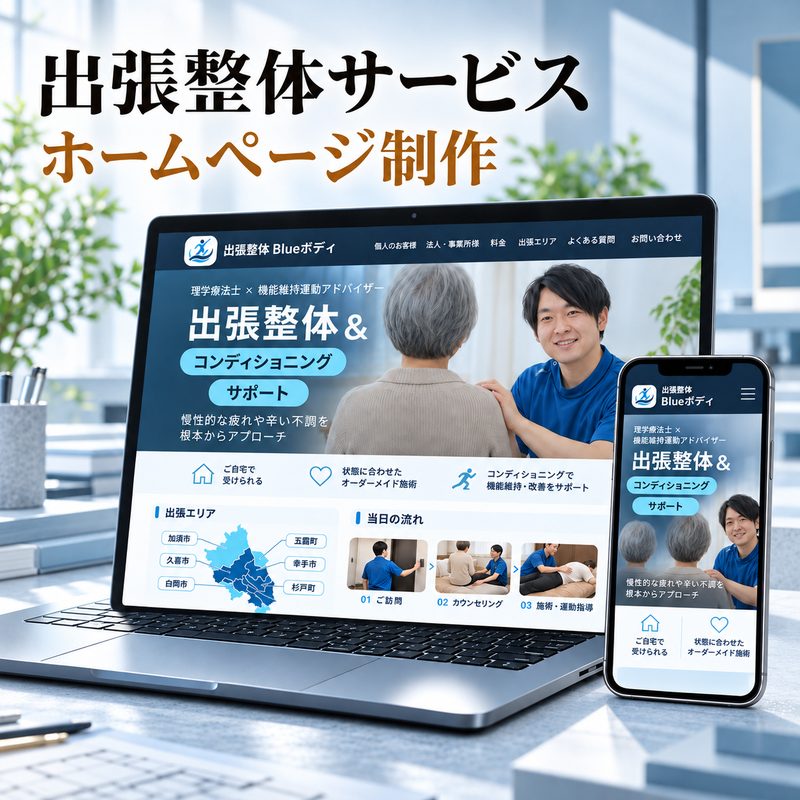 出張整体サービス
ホームページ制作
出張整体 Blueボディ
個人のお客様 法人・事業所様 料金 出張エリア よくある質問 お問い合わせ
理学療法士 × 機能維持運動アドバイザー
出張整体 &
コンディショニング
サポート
慢性的な疲れや辛い不調を
根本からアプローチ
ご自宅で
受けられる
状態に合わせた
オーダーメイド施術
コンディショニングで
機能維持・改善をサポート
出張エリア
加須市
久喜市
白岡市
五霞町
幸手市
杉戸町
当日の流れ
01 ご訪問
02 カウンセリング
03 施術・運動指導
出張整体
Blueボディ
理学療法士 ×
機能維持運動アドバイザー
出張整体 &
コンディショニング
サポート
慢性的な疲れや辛い不調を
根本からアプローチ
ご自宅で
受けられる
状態に合わせた
オーダーメイド施術